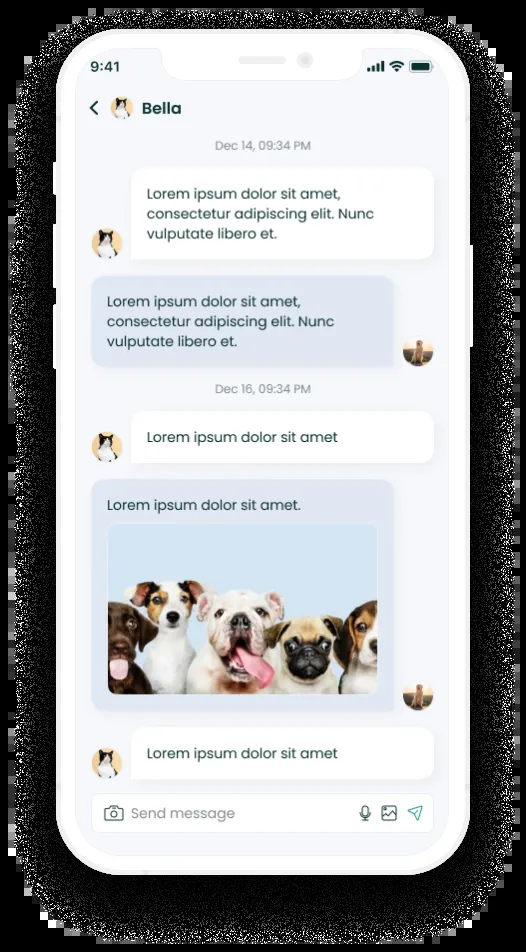 9:41
Bella
Dec 14, 09:34 PM
Lorem ipsum dolor sit amet,
consectetur adipiscing elit. Nunc
vulputate libero et.
Lorem ipsum dolor sit amet,
consectetur adipiscing elit. Nunc
vulputate libero et.
Dec 16, 09:34 PM
Lorem ipsum dolor sit amet
Lorem ipsum dolor sit amet.
Lorem ipsum dolor sit amet
Send message